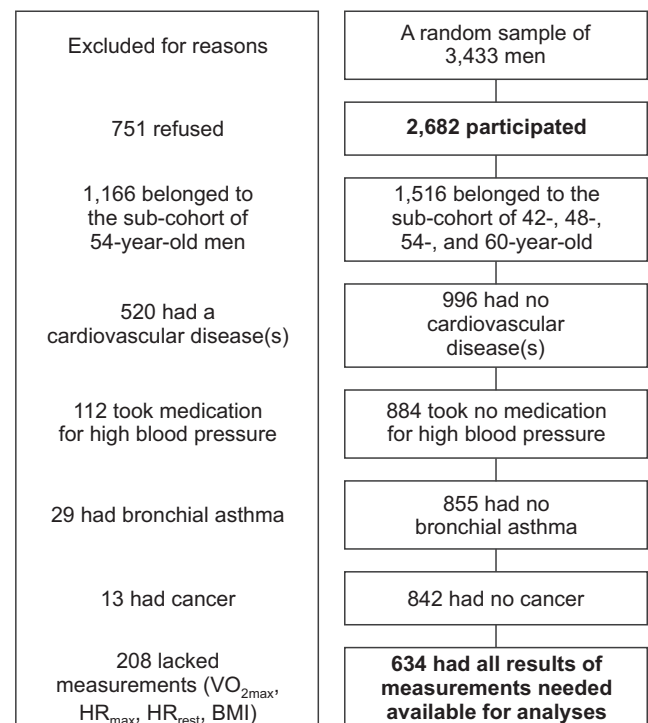 Excluded for reasons
A random sample of
3,433 men
751 refused
2,682 participated
1,166 belonged to
the sub-cohort of
54-year-old men
1,516 belonged to the
sub-cohort of 42-, 48-,
54-, and 60-year-old
520 had a
cardiovascular disease(s)
996 had no
cardiovascular
disease(s)
112 took medication
for high blood pressure
884 took no medication
for high blood pressure
29 had bronchial asthma
855 had no
bronchial asthma
13 had cancer
842 had no cancer
208 lacked
measurements (VO2max,
HRmax, HRrest, BMI)
634 had all results of
measurements needed
available for analyses